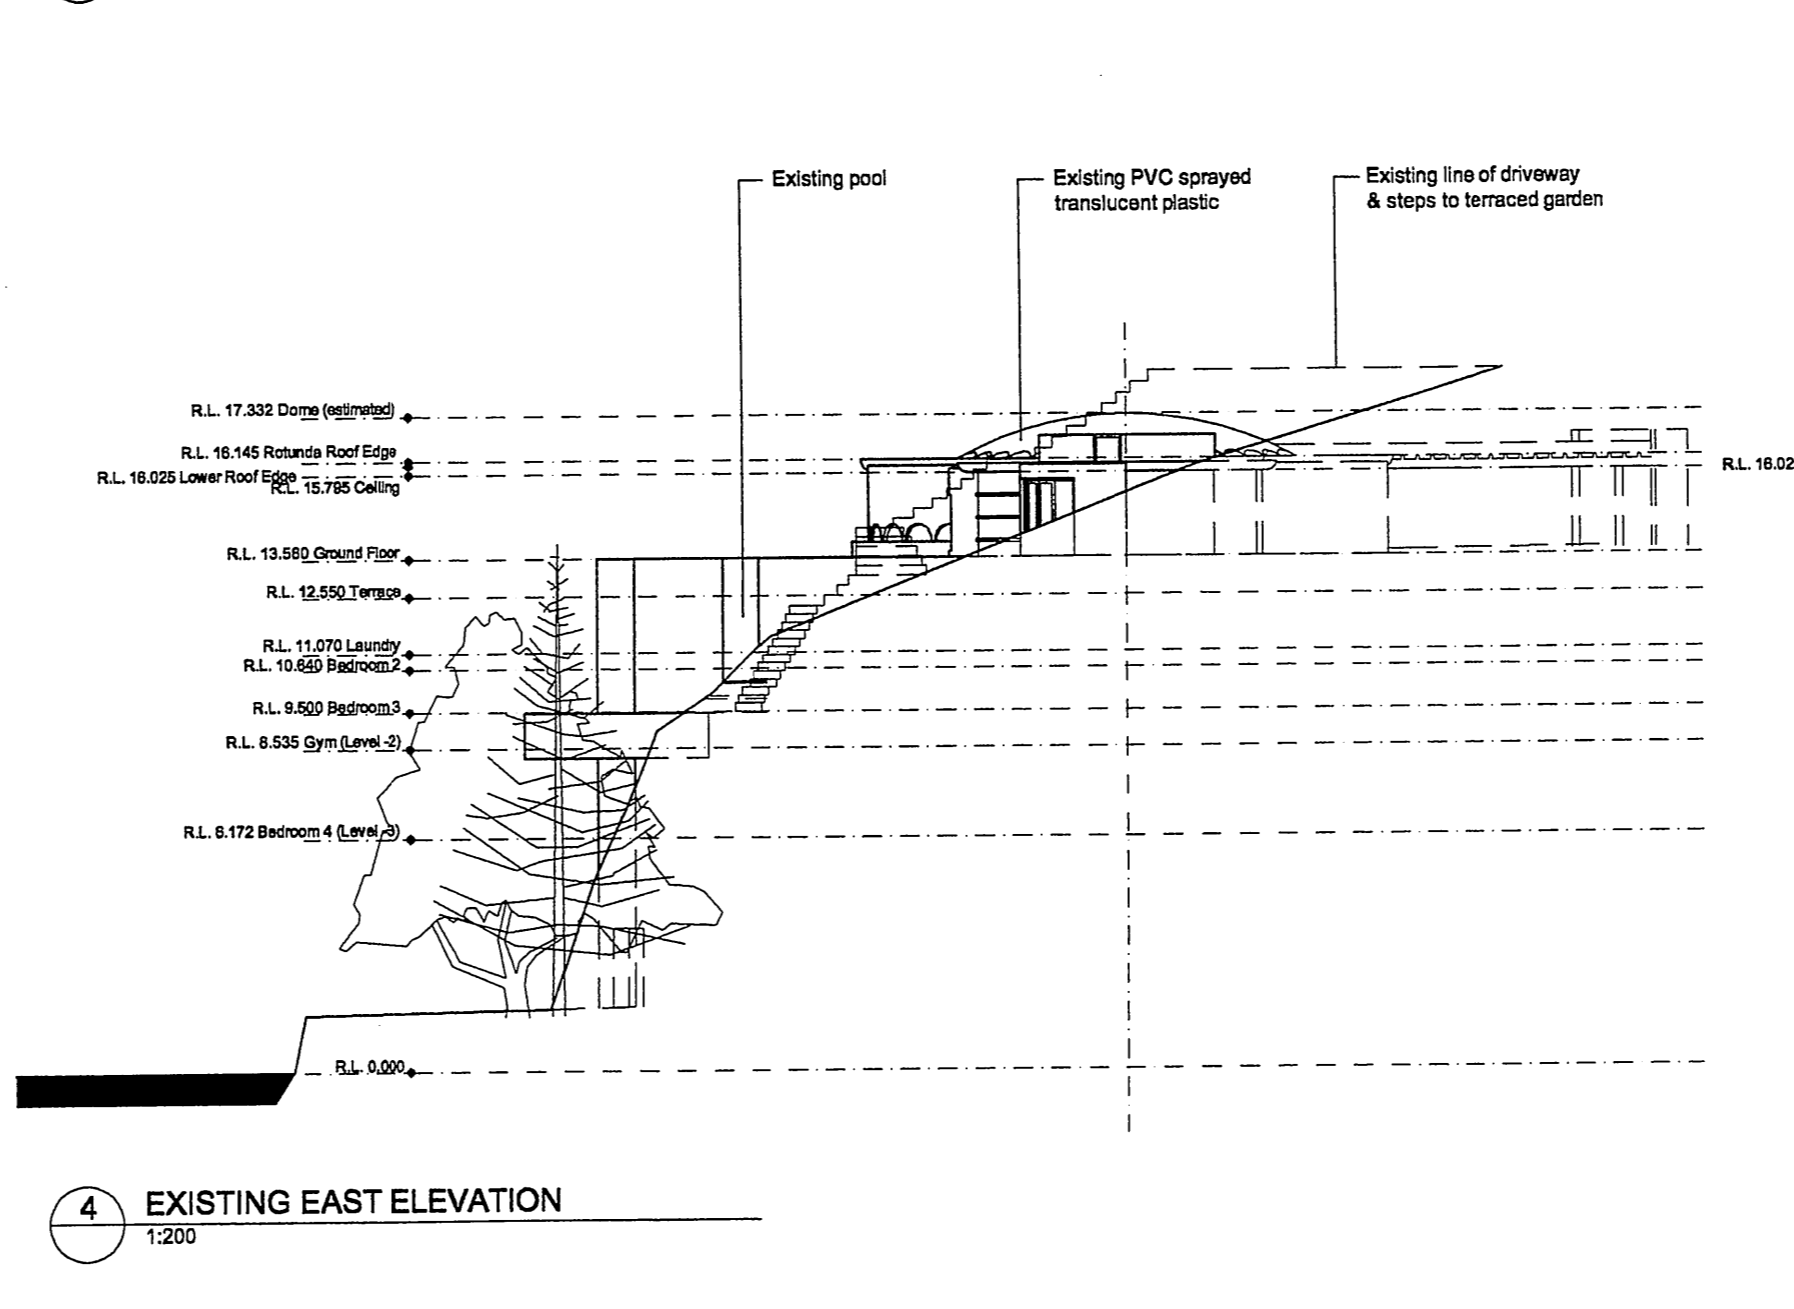 Existing pool
Existing PVC sprayed
translucent plastic
Existing line of driveway
& steps to terraced garden
R.L. 17.332 Dome (estimated)
R.L. 16.145 Rotunda Roof Edge
R.L. 16.025 Lower Roof Edge
R.L. 15.785 Ceiling
R.L. 16.02
R.L. 13.560 Ground Floor
R.L. 12.550 Terrace
R.L. 11.070 Laundry
R.L. 10.640 Bedroom 2
R.L. 9.500 Bedroom 3
R.L. 8.535 Gym (Level -2)
R.L. 6.172 Bedroom 4 (Level -3)
R.L. 0.000
4 EXISTING EAST ELEVATION
1:200